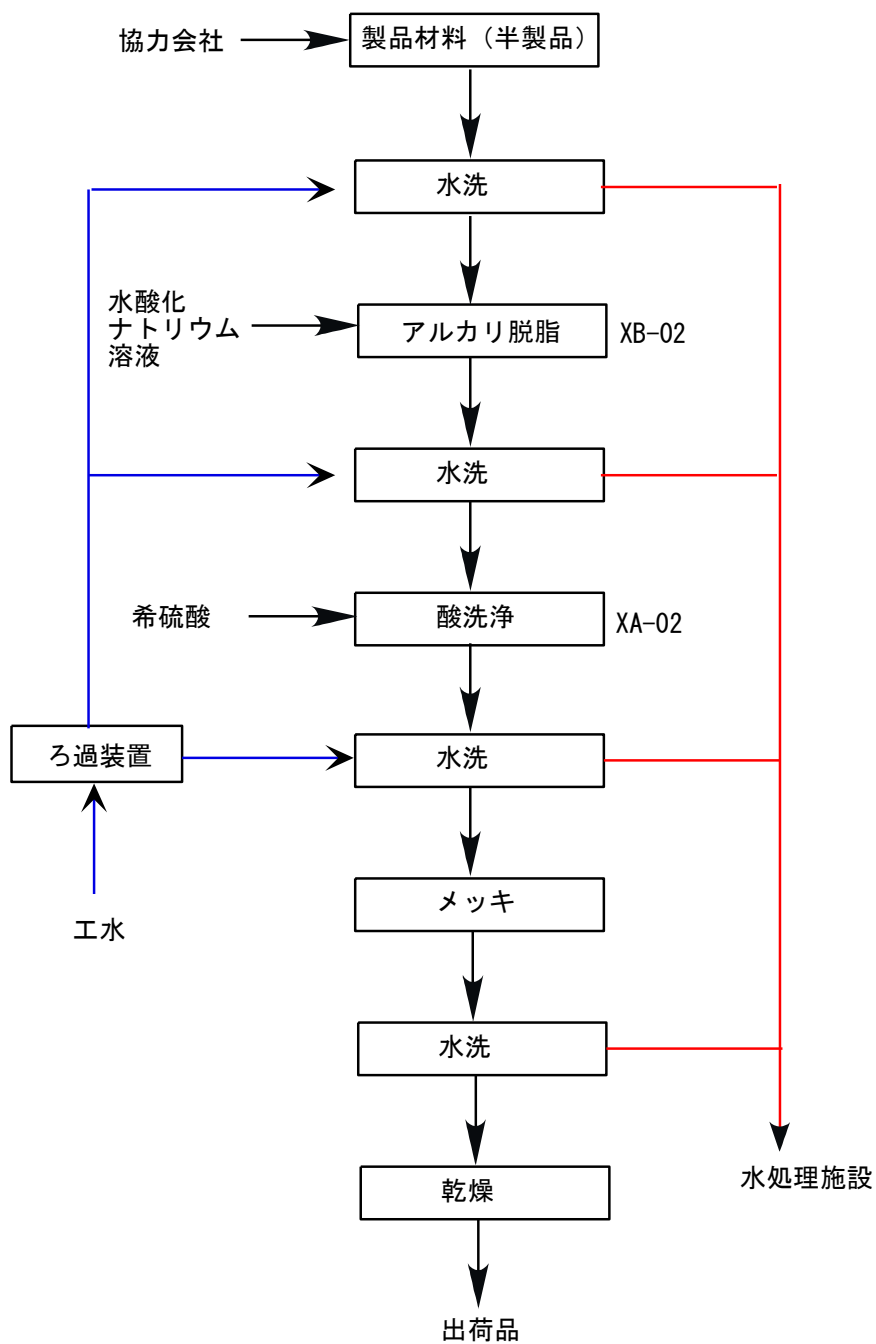 協力会社
製品材料（半製品）
水洗
水酸化
ナトリウム
溶液
アルカリ脱脂
XB-02
水洗
希硫酸
酸洗浄
XA-02
ろ過装置
水洗
工水
メッキ
水洗
乾燥
水処理施設
出荷品